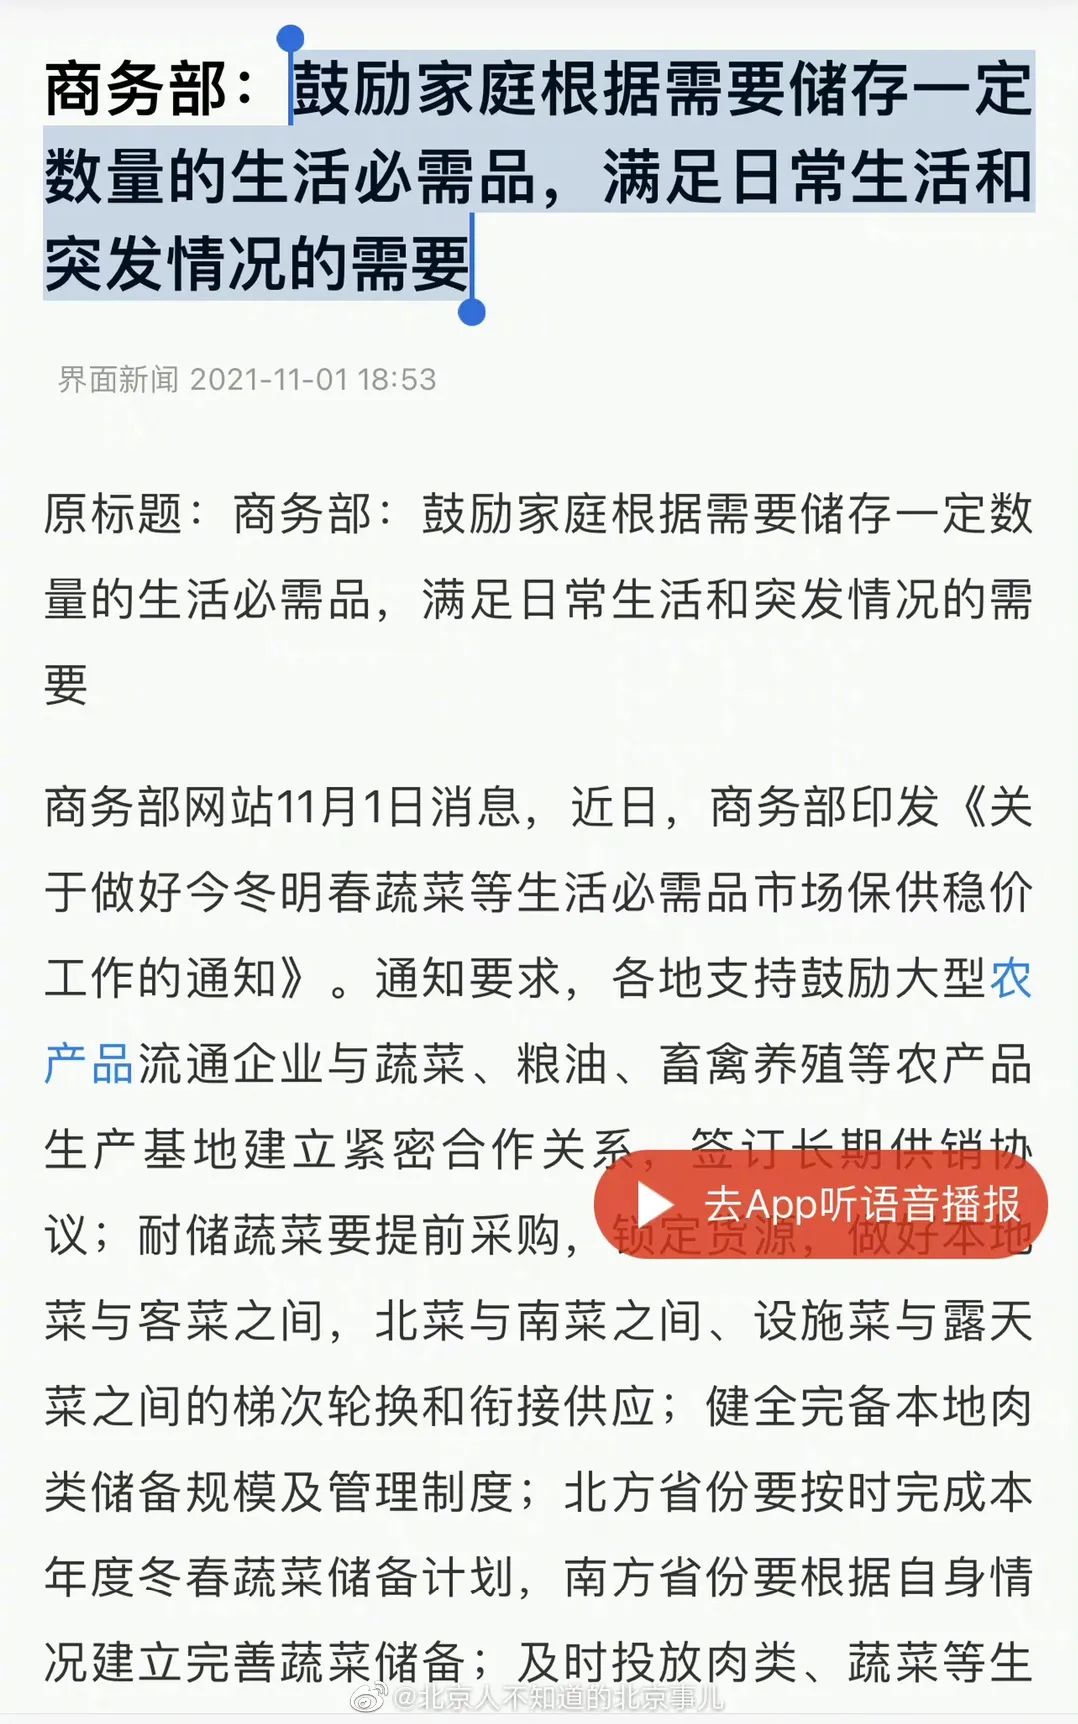 商务部：鼓励家庭根据需要储存一定
数量的生活必需品，满足日常生活和
突发情况的需要
界面新闻 2021-11-01 18:53
原标题：商务部：鼓励家庭根据需要储存一定数
量的生活必需品，满足日常生活和突发情况的需
要
商务部网站11月1日消息，近日，商务部印发《关
于做好今冬明春蔬菜等生活必需品市场保供稳价
工作的通知》。通知要求，各地支持鼓励大型农
产品流通企业与蔬菜、粮油、畜禽养殖等农产品
生产基地建立紧密合作关系，签订长期供销协
议；耐储蔬菜要提前采购，锁定货源，做好本地
去App听语音播报
菜与客菜之间，北菜与南菜之间、设施菜与露天
菜之间的梯次轮换和衔接供应；健全完备本地肉
类储备规模及管理制度；北方省份要按时完成本
年度冬春蔬菜储备计划，南方省份要根据自身情
况建立完善蔬菜储备；及时投放肉类、蔬菜等生
@北京人不知道的北京事儿